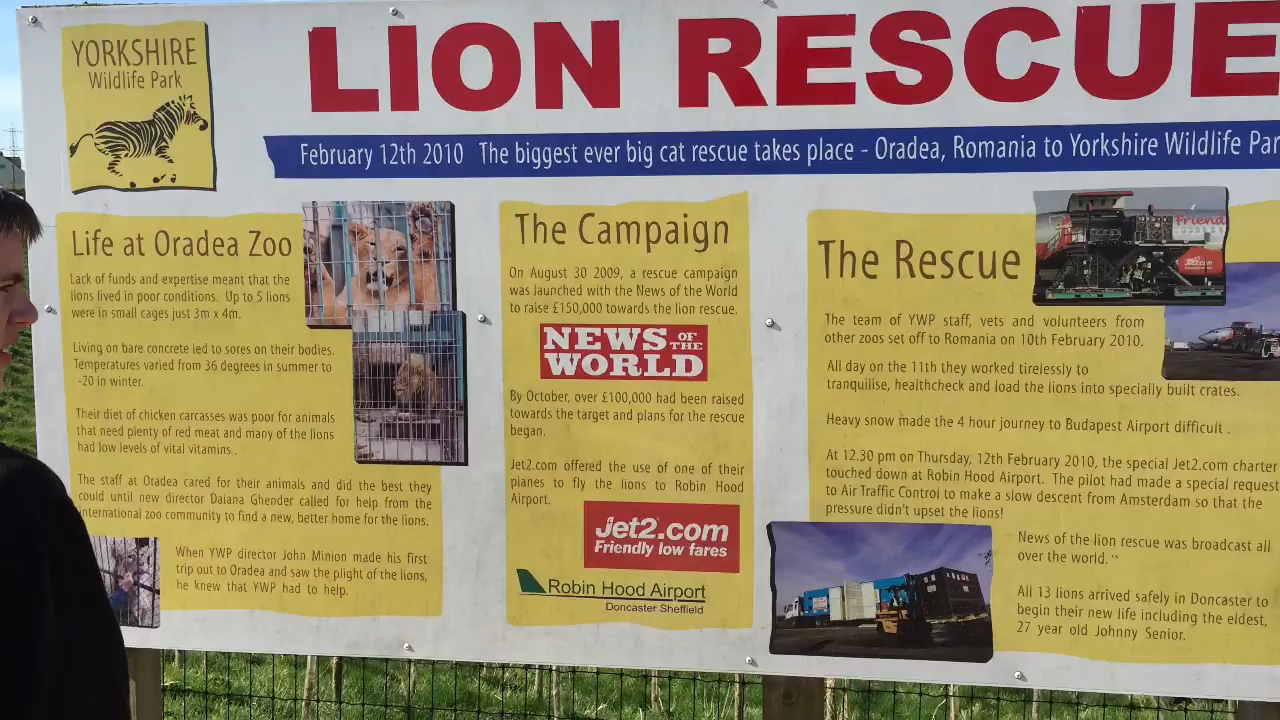 YORKSHIRE
Wildlife Park
LION RESCUE
February 12th 2010 The biggest ever big cat rescue takes place - Oradea, Romania to Yorkshire Wildlife Par
Life at Oradea Zoo
Lack of funds and expertise meant that the
lions lived in poor conditions. Up to 5 lions
were in small cages just 3m x 4m.
Living on bare concrete led to sores on their bodies.
Temperatures varied from 36 degrees in summer to
-20 in winter.
Their diet of chicken carcasses was poor for animals
that need plenty of red meat and many of the lions
had low levels of vital vitamins.
The staff at Oradea cared for their animals and did the best they
could until new director Daiana Ghender called for help from the
international zoo community to find a new, better home for the lions.
When YWP director John Minion made his first
trip out to Oradea and saw the plight of the lions,
he knew that YWP had to help.
The Campaign
On August 30 2009, a rescue campaign
was launched with the News of the World
to raise £150,000 towards the lion rescue.
NEWS OF THE
WORLD
By October, over £100,000 had been raised
towards the target and plans for the rescue
began.
Jet2.com offered the use of one of their
planes to fly the lions to Robin Hood
Airport.
Jet2.com
Friendly low fares
Robin Hood Airport
Doncaster Sheffield
The Rescue
Friend
Jet2.com
The team of YWP staff, vets and volunteers from
other zoos set off to Romania on 10th February 2010.
All day on the 11th they worked tirelessly to
tranquilise, healthcheck and load the lions into specially built crates.
Heavy snow made the 4 hour journey to Budapest Airport difficult .
At 12.30 pm on Thursday, 12th February 2010, the special Jet2.com charter
touched down at Robin Hood Airport. The pilot had made a special request
to Air Traffic Control to make a slow descent from Amsterdam so that the
pressure didn't upset the lions!
News of the lion rescue was broadcast all
over the world.
All 13 lions arrived safely in Doncaster to
begin their new life including the eldest,
27 year old Johnny Senior.